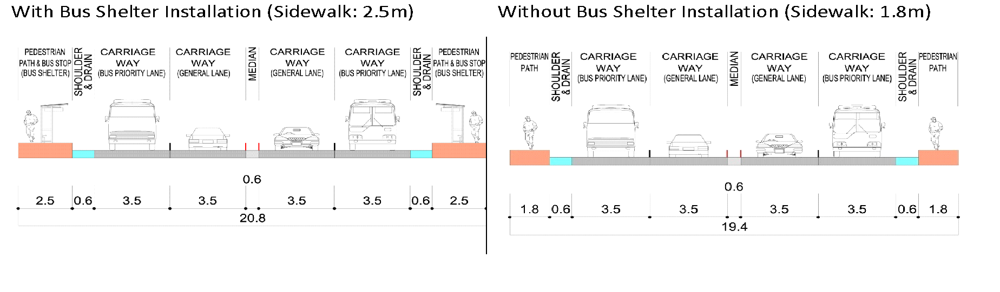 With Bus Shelter Installation (Sidewalk: 2.5m)
PEDESTRIAN
PATH & BUS STOP
(BUS SHELTER)
SHOULDER
& DRAIN
CARRIAGE
WAY
(BUS PRIORITY LANE)
CARRIAGE
WAY
(GENERAL LANE)
MEDIAN
CARRIAGE
WAY
(GENERAL LANE)
CARRIAGE
WAY
(BUS PRIORITY LANE)
SHOULDER
& DRAIN
PEDESTRIAN
PATH & BUS STOP
(BUS SHELTER)
0.6
2.5 0.6 3.5 3.5 3.5 3.5 0.6 2.5
20.8
Without Bus Shelter Installation (Sidewalk: 1.8m)
PEDESTRIAN
PATH
SHOULDER
& DRAIN
CARRIAGE
WAY
(BUS PRIORITY LANE)
CARRIAGE
WAY
(GENERAL LANE)
MEDIAN
CARRIAGE
WAY
(GENERAL LANE)
CARRIAGE
WAY
(BUS PRIORITY LANE)
SHOULDER
& DRAIN
PEDESTRIAN
PATH
0.6
1.8 0.6 3.5 3.5 3.5 3.5 0.6 1.8
19.4